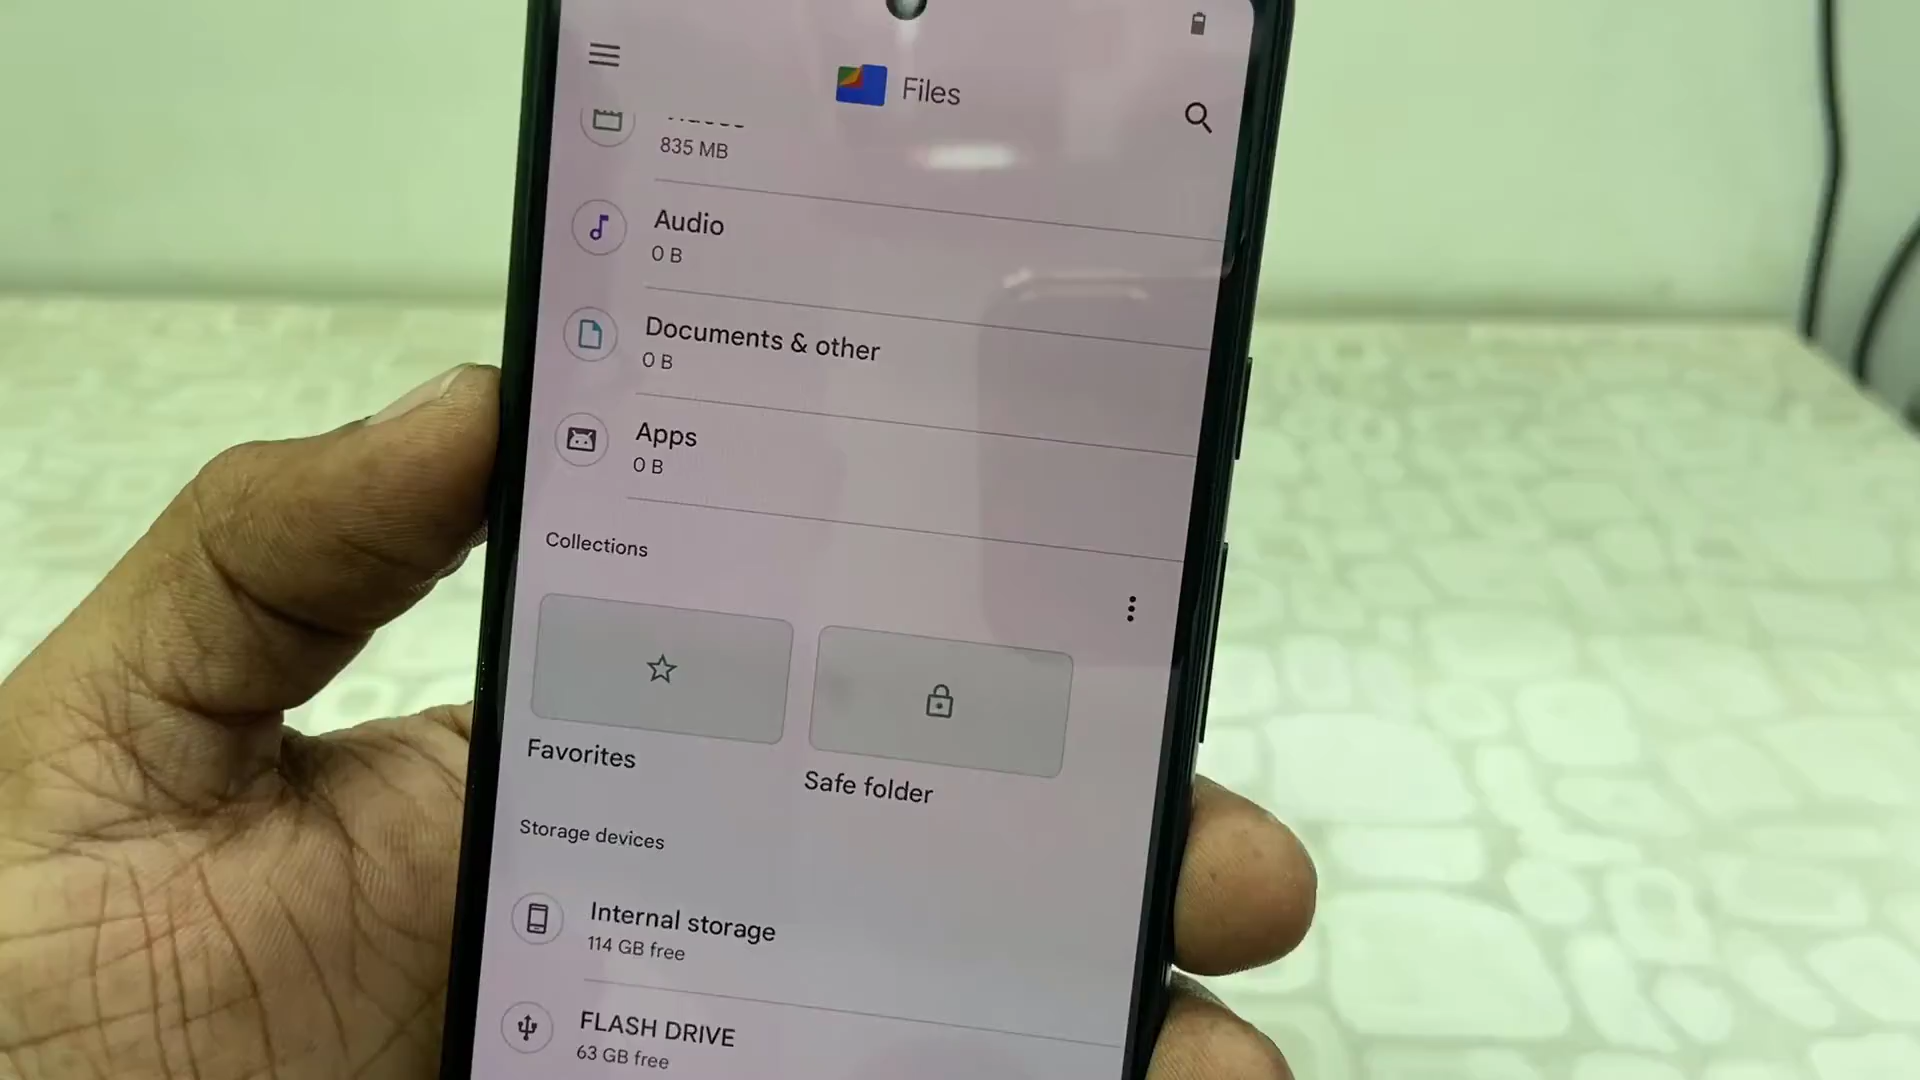 Files
835 MB
Audio
0 B
Documents & other
0 B
Apps
0 B
Collections
Favorites
Safe folder
Storage devices
Internal storage
114 GB free
FLASH DRIVE
63 GB free